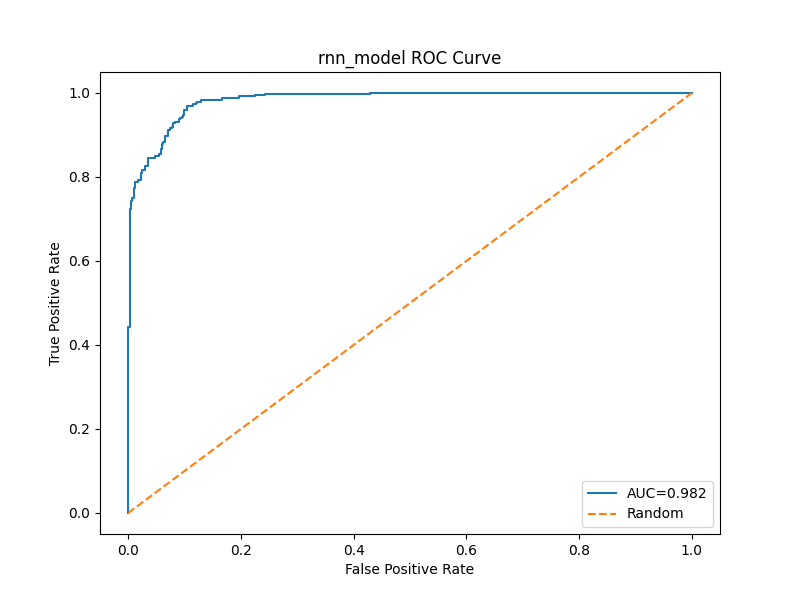 rnn_model ROC Curve
1.0
0.8
0.6
0.4
0.2
0.0
True Positive Rate
0.0 0.2 0.4 0.6 0.8 1.0
False Positive Rate
AUC=0.982
Random